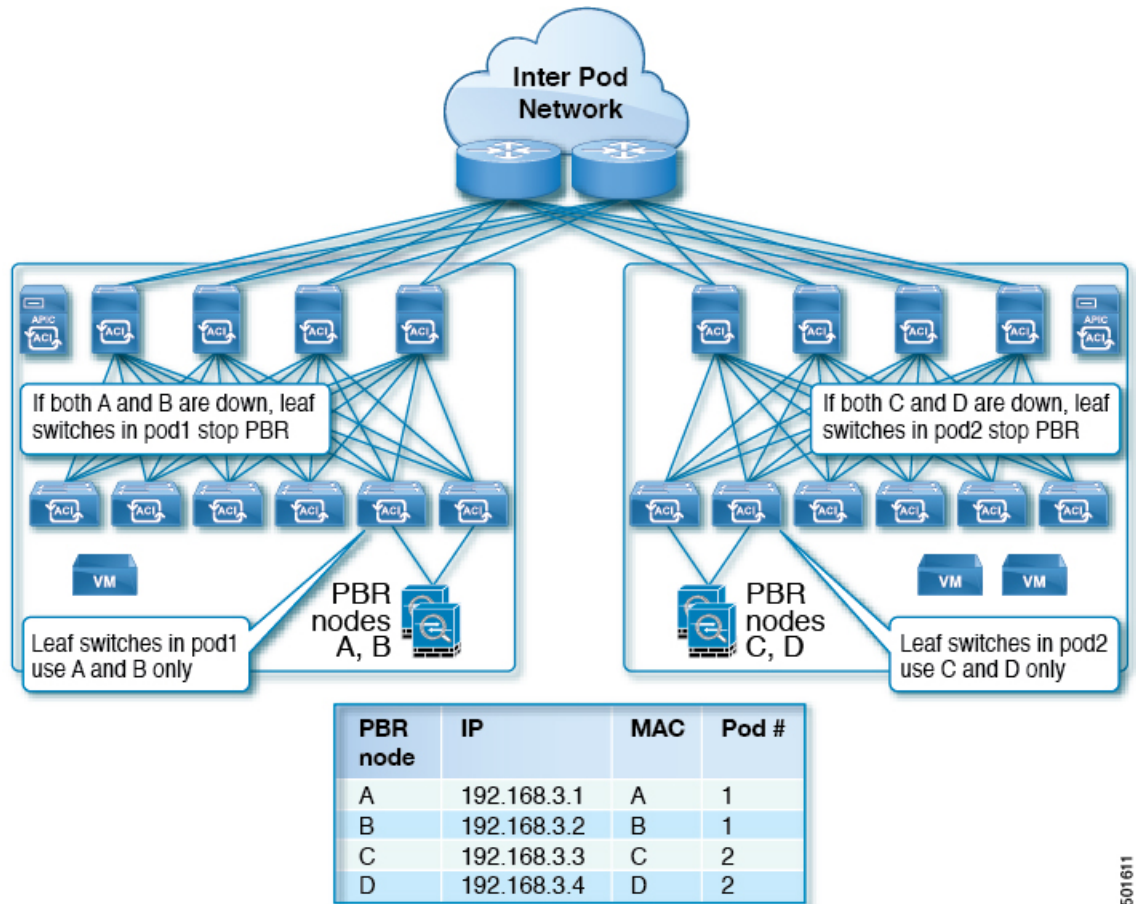 Inter Pod
Network
APIC
ACI
ACI
ACI
ACI
ACI
ACI
ACI
ACI
ACI
APIC
ACI
If both A and B are down, leaf
switches in pod1 stop PBR
If both C and D are down, leaf
switches in pod2 stop PBR
ACI
ACI
ACI
ACI
ACI
ACI
ACI
ACI
ACI
ACI
ACI
ACI
VM
PBR
nodes
A, B
PBR
nodes
C, D
VM
VM
Leaf switches in pod1
use A and B only
Leaf switches in pod2
use C and D only
PBR node IP MAC Pod #
A 192.168.3.1 A 1
B 192.168.3.2 B 1
C 192.168.3.3 C 2
D 192.168.3.4 D 2
501611